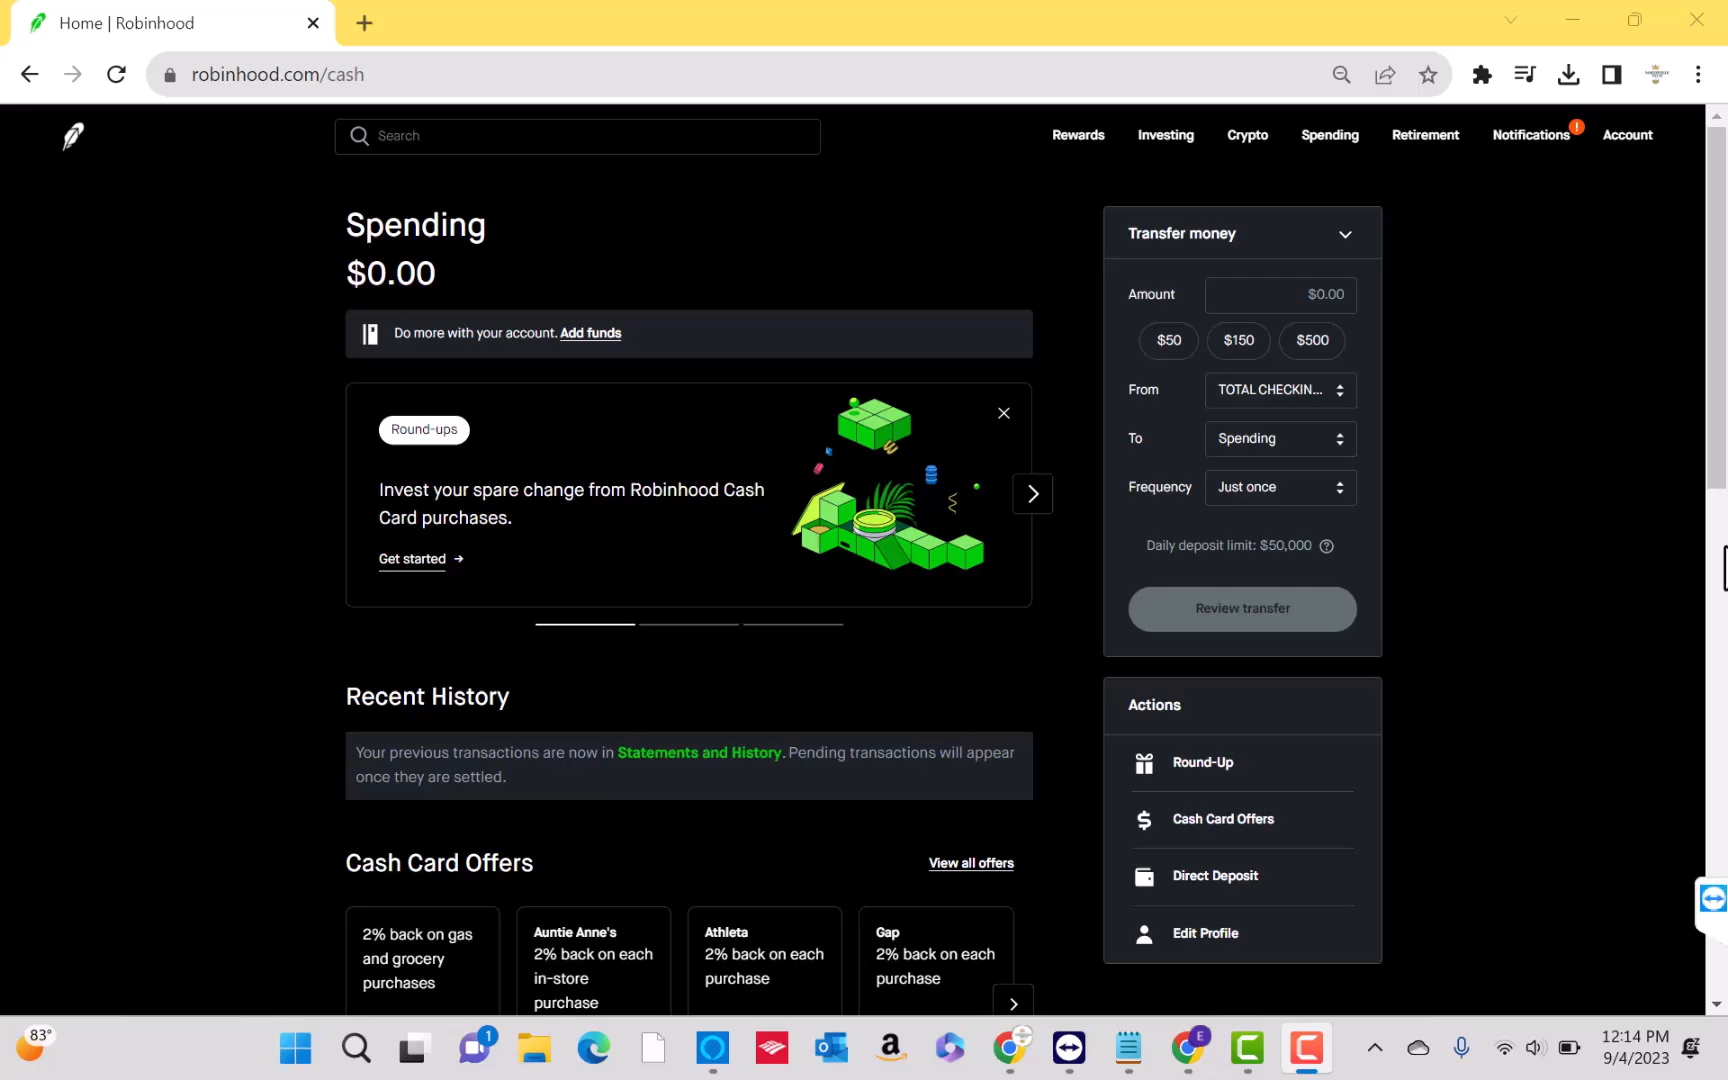 Home | Robinhood
robinhood.com/cash
Search
Rewards
Investing
Crypto
Spending
Retirement
Notifications
!
Account
Spending
$0.00
Do more with your account. Add funds
Round-ups
Invest your spare change from Robinhood Cash
Card purchases.
Get started →
Recent History
Your previous transactions are now in Statements and History. Pending transactions will appear
once they are settled.
Cash Card Offers
View all offers
2% back on gas
and grocery
purchases
Auntie Anne's
2% back on each
in-store
purchase
Athleta
2% back on each
purchase
Gap
2% back on each
purchase
Transfer money
Amount
$0.00
$50
$150
$500
From
TOTAL CHECKIN...
To
Spending
Frequency
Just once
Daily deposit limit: $50,000
Review transfer
Actions
Round-Up
Cash Card Offers
Direct Deposit
Edit Profile
83°
1
E
12:14 PM
9/4/2023